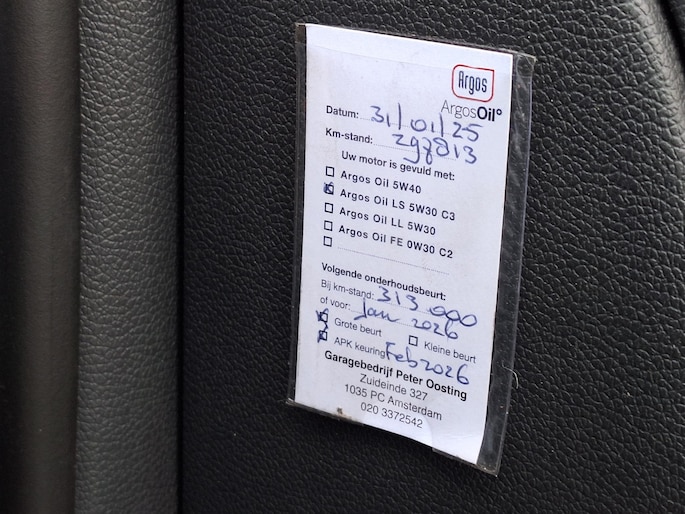 Argos
ArgosOil°
Datum: 31/01/25
Km-stand: 297813
Uw motor is gevuld met:
Argos Oil 5W40
Argos Oil LS 5W30 C3
Argos Oil LL 5W30
Argos Oil FE 0W30 C2
Volgende onderhoudsbeurt:
Bij km-stand: 313.000
of voor: Jan 2026
Grote beurt Kleine beurt
APK keuring Feb 2026
Garagebedrijf Peter Oosting
Zuideinde 327
1035 PC Amsterdam
020 3372542